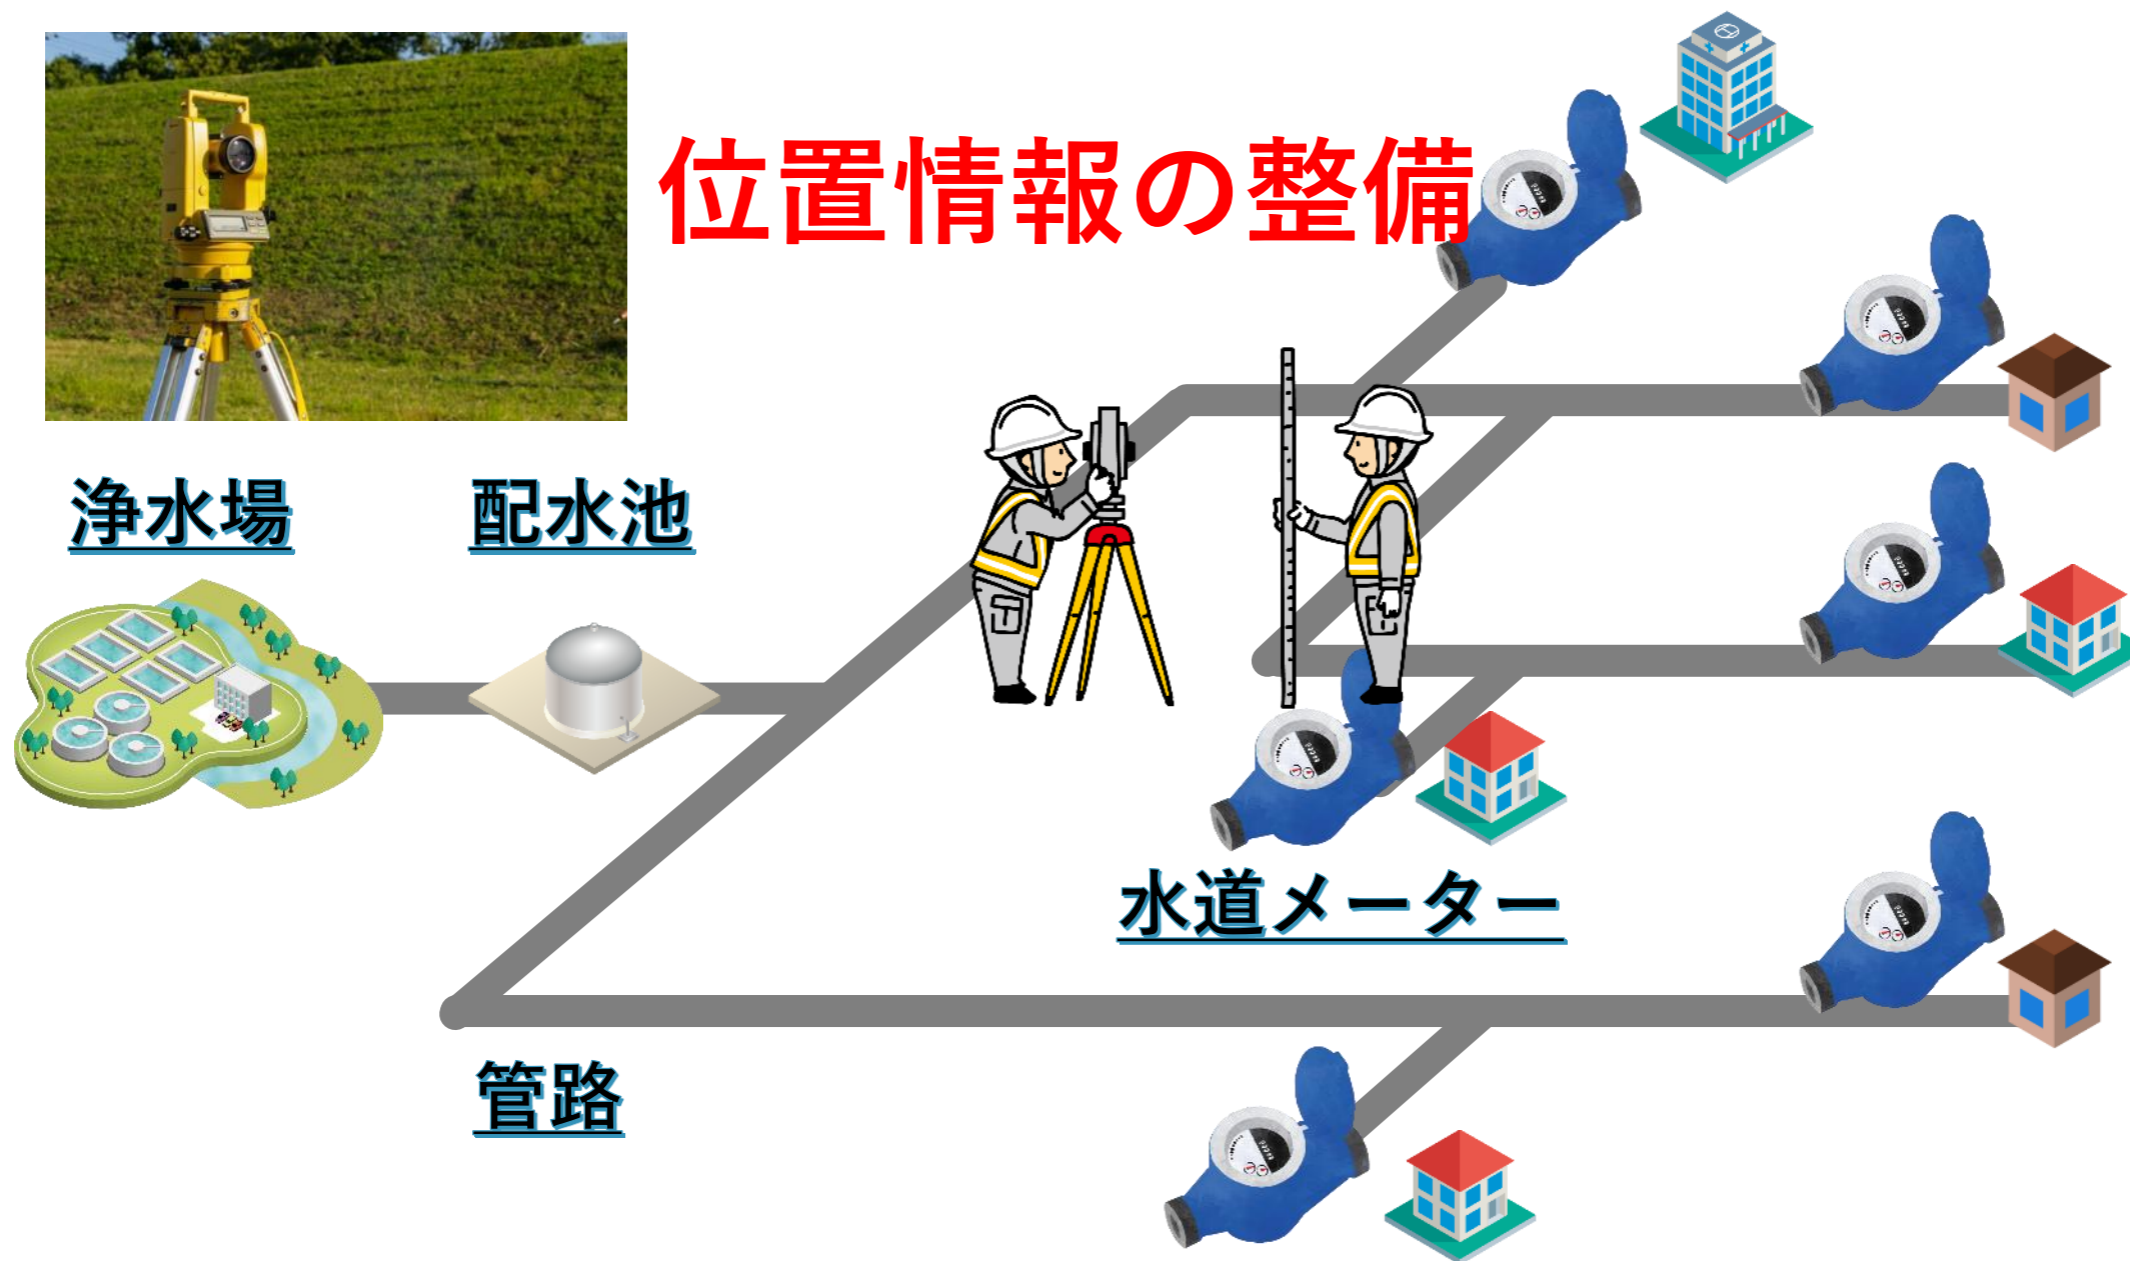 位置情報の整備
浄水場
配水池
水道メーター
管路